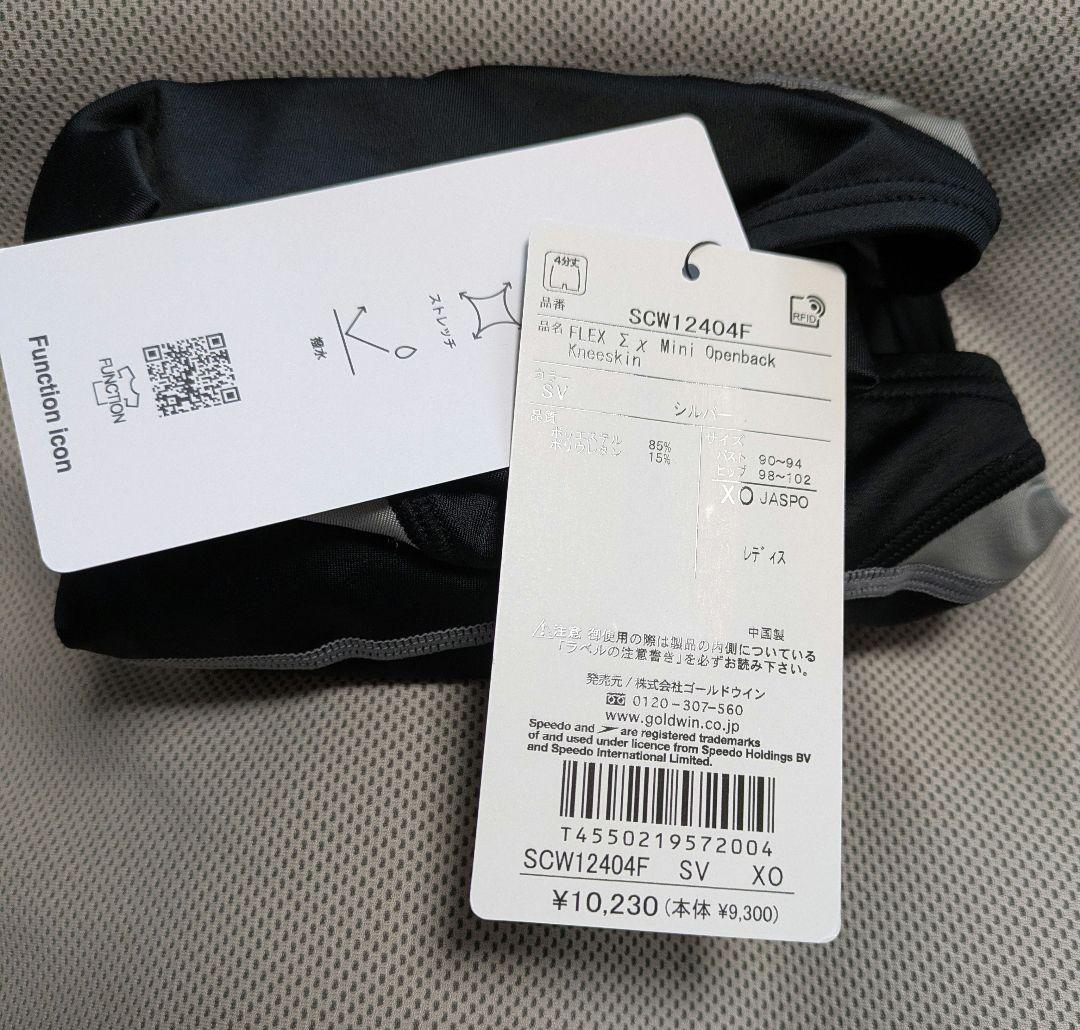 Function icon
FUNCTION
撥水
ストレッチ
4分丈
RFID
品番 SCW12404F
品名 FLEX Σχ Mini Openback
Kneeskin
カラー
SV シルバー
品質
ポリエステル 85%
ポリウレタン 15%
サイズ
バスト 90~94
ヒップ 98~102
XO JASPO
レディス
中国製
⚠注意 御使用の際は製品の内側についている
「ラベルの注意書き」を必ずお読み下さい。
発売元/株式会社ゴールドウイン
0120-307-560
www.goldwin.co.jp
Speedo and are registered trademarks
of and used under licence from Speedo Holdings BV
and Speedo International Limited.
T4550219572004
SCW12404F SV XO
¥10,230(本体 ¥9,300)